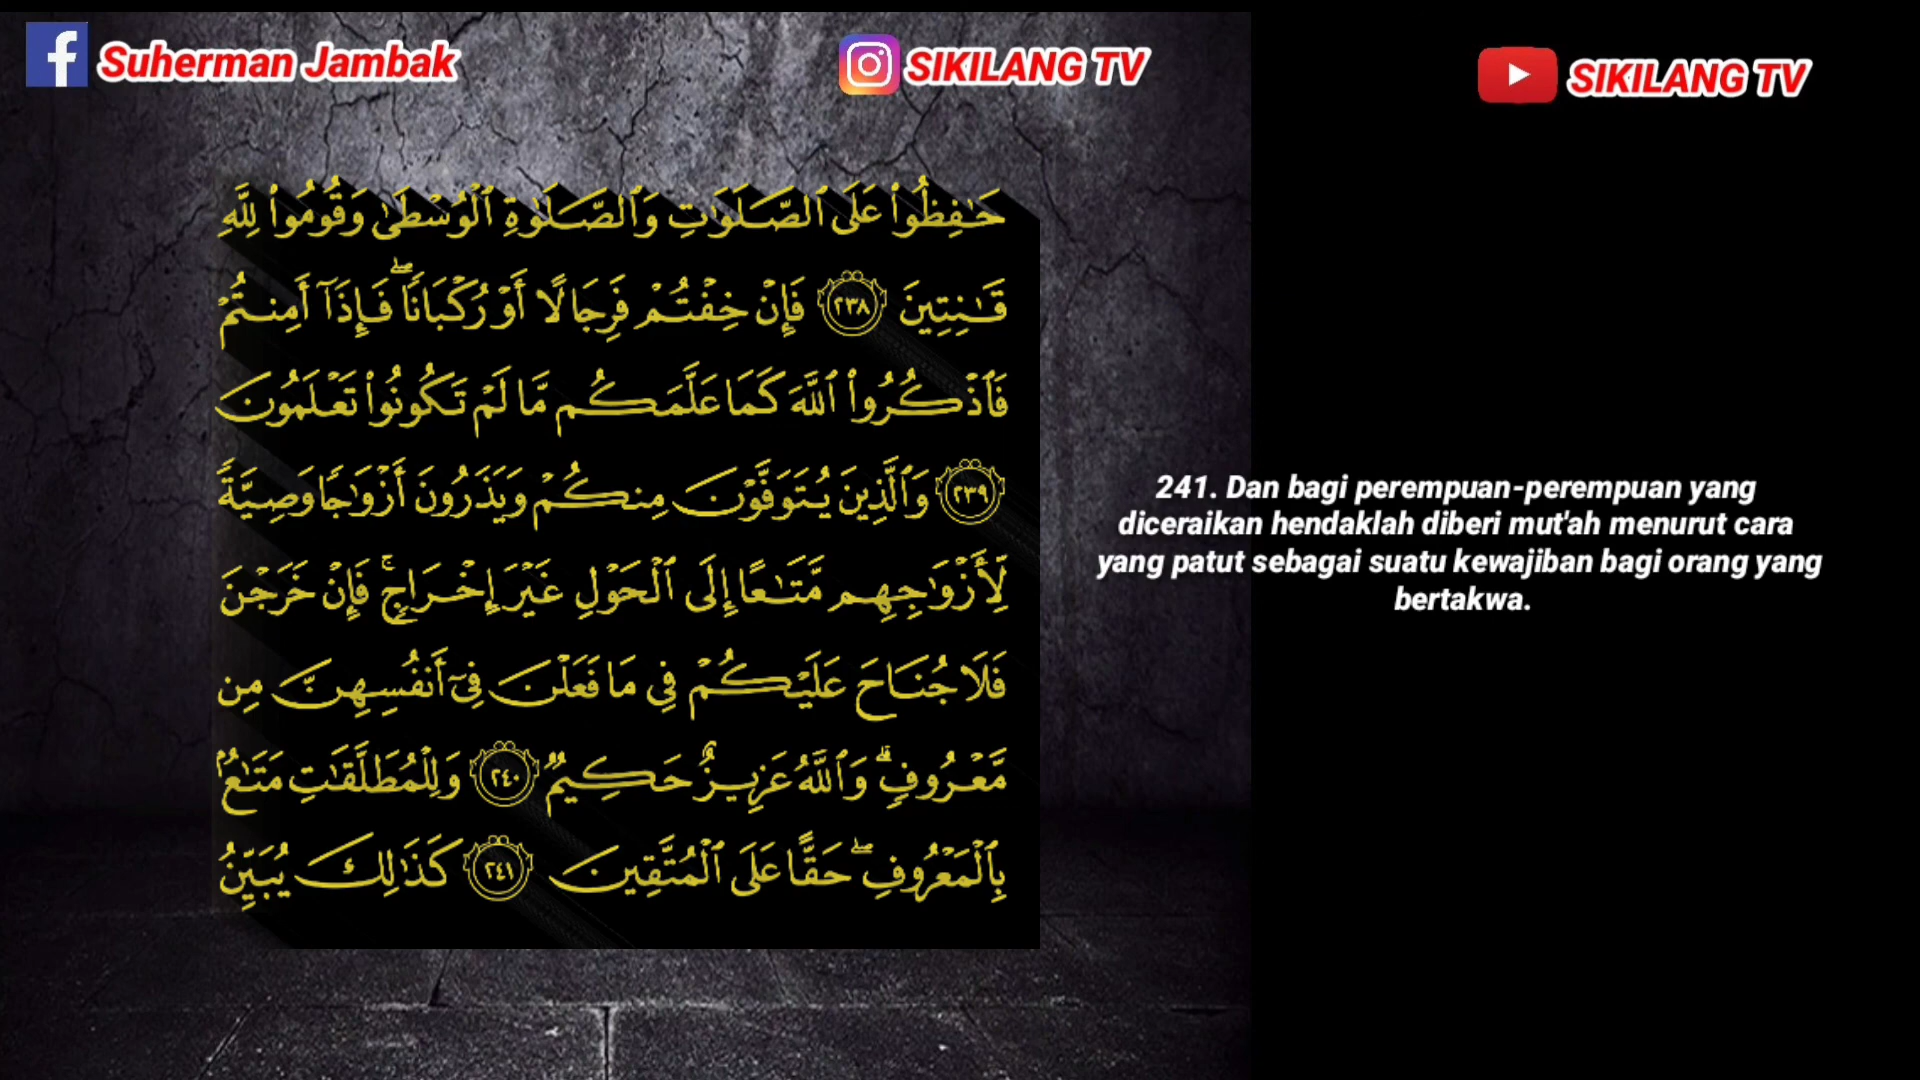 Suherman Jambak
SIKILANG TV
SIKILANG TV
حَـٰفِظُوا۟ عَلَى ٱلصَّلَوَٰتِ وَٱلصَّلَوٰةِ ٱلْوُسْطَىٰ وَقُومُوا۟ لِلَّهِ
قَـٰنِتِينَ ٢٣٨ فَإِنْ خِفْتُمْ فَرِجَالًا أَوْ رُكْبَانًا ۖ فَإِذَآ أَمِنتُمْ
فَٱذْكُرُوا۟ ٱللَّهَ كَمَا عَلَّمَكُم مَّا لَمْ تَكُونُوا۟ تَعْلَمُونَ
٢٣٩ وَٱلَّذِينَ يُتَوَفَّوْنَ مِنكُمْ وَيَذَرُونَ أَزْوَٰجًا وَصِيَّةً
لِّأَزْوَٰجِهِم مَّتَـٰعًا إِلَى ٱلْحَوْلِ غَيْرَ إِخْرَاجٍ ۚ فَإِنْ خَرَجْنَ
فَلَا جُنَاحَ عَلَيْكُمْ فِى مَا فَعَلْنَ فِىٓ أَنفُسِهِنَّ مِن
مَّعْرُوفٍ ۗ وَٱللَّهُ عَزِيزٌ حَكِيمٌ ٢٤٠ وَلِلْمُطَلَّقَـٰتِ مَتَـٰعٌۢ
بِٱلْمَعْرُوفِ ۖ حَقًّا عَلَى ٱلْمُتَّقِينَ ٢٤١ كَذَٰلِكَ يُبَيِّنُ
241. Dan bagi perempuan-perempuan yang
diceraikan hendaklah diberi mut'ah menurut cara
yang patut sebagai suatu kewajiban bagi orang yang
bertakwa.